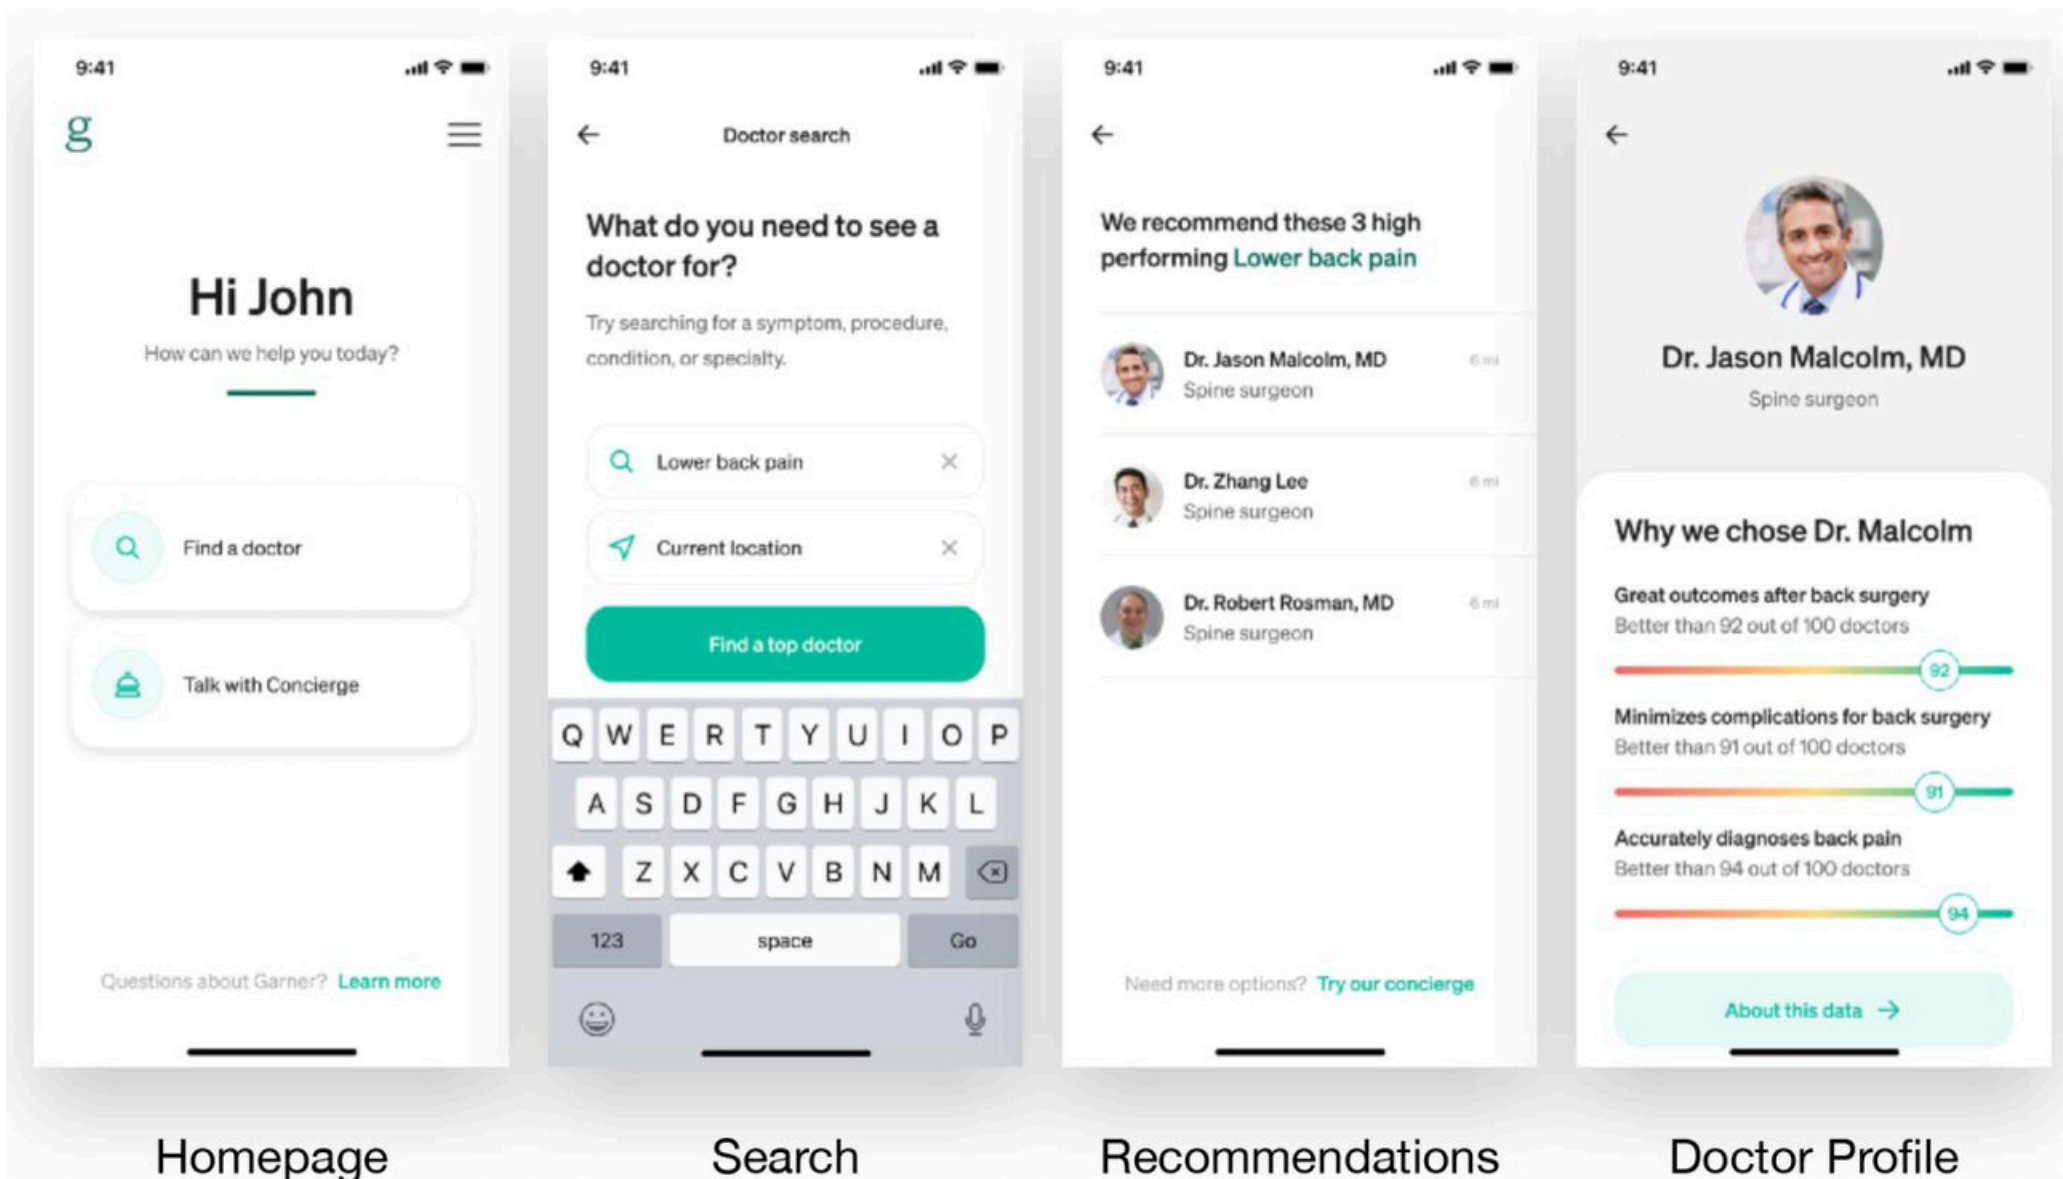 9:41
g
Hi John
How can we help you today?
Find a doctor
Talk with Concierge
Questions about Garner? Learn more
Homepage
9:41
Doctor search
What do you need to see a
doctor for?
Try searching for a symptom, procedure,
condition, or specialty.
Lower back pain
Current location
Find a top doctor
Q W E R T Y U I O P
A S D F G H J K L
Z X C V B N M
123 space Go
Search
9:41
We recommend these 3 high
performing Lower back pain
Dr. Jason Malcolm, MD 6 mi
Spine surgeon
Dr. Zhang Lee 6 mi
Spine surgeon
Dr. Robert Rosman, MD 6 mi
Spine surgeon
Need more options? Try our concierge
Recommendations
9:41
Dr. Jason Malcolm, MD
Spine surgeon
Why we chose Dr. Malcolm
Great outcomes after back surgery
Better than 92 out of 100 doctors
92
Minimizes complications for back surgery
Better than 91 out of 100 doctors
91
Accurately diagnoses back pain
Better than 94 out of 100 doctors
94
About this data
Doctor Profile